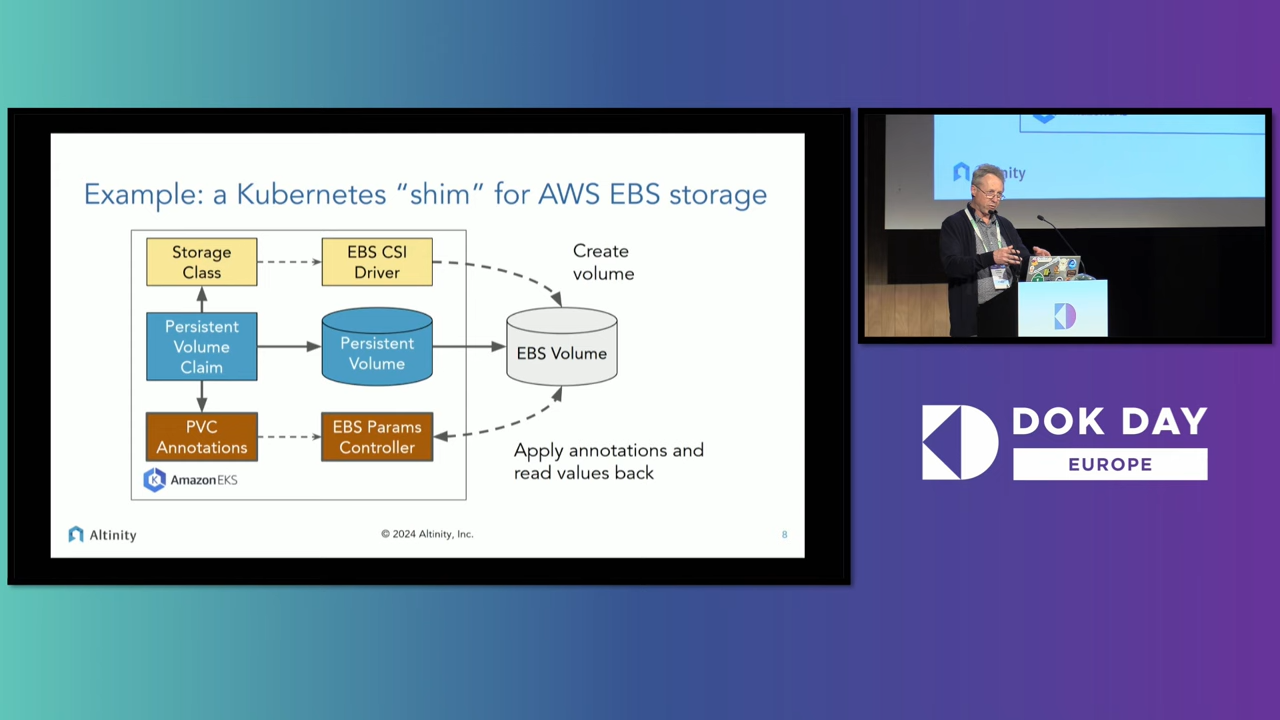 Example: a Kubernetes “shim” for AWS EBS storage
Storage
Class
EBS CSI
Driver
Create
volume
Persistent
Volume
Claim
Persistent
Volume
EBS Volume
PVC
Annotations
EBS Params
Controller
Apply annotations and
read values back
Amazon EKS
Altinity
© 2024 Altinity, Inc.
8
DOK DAY
EUROPE